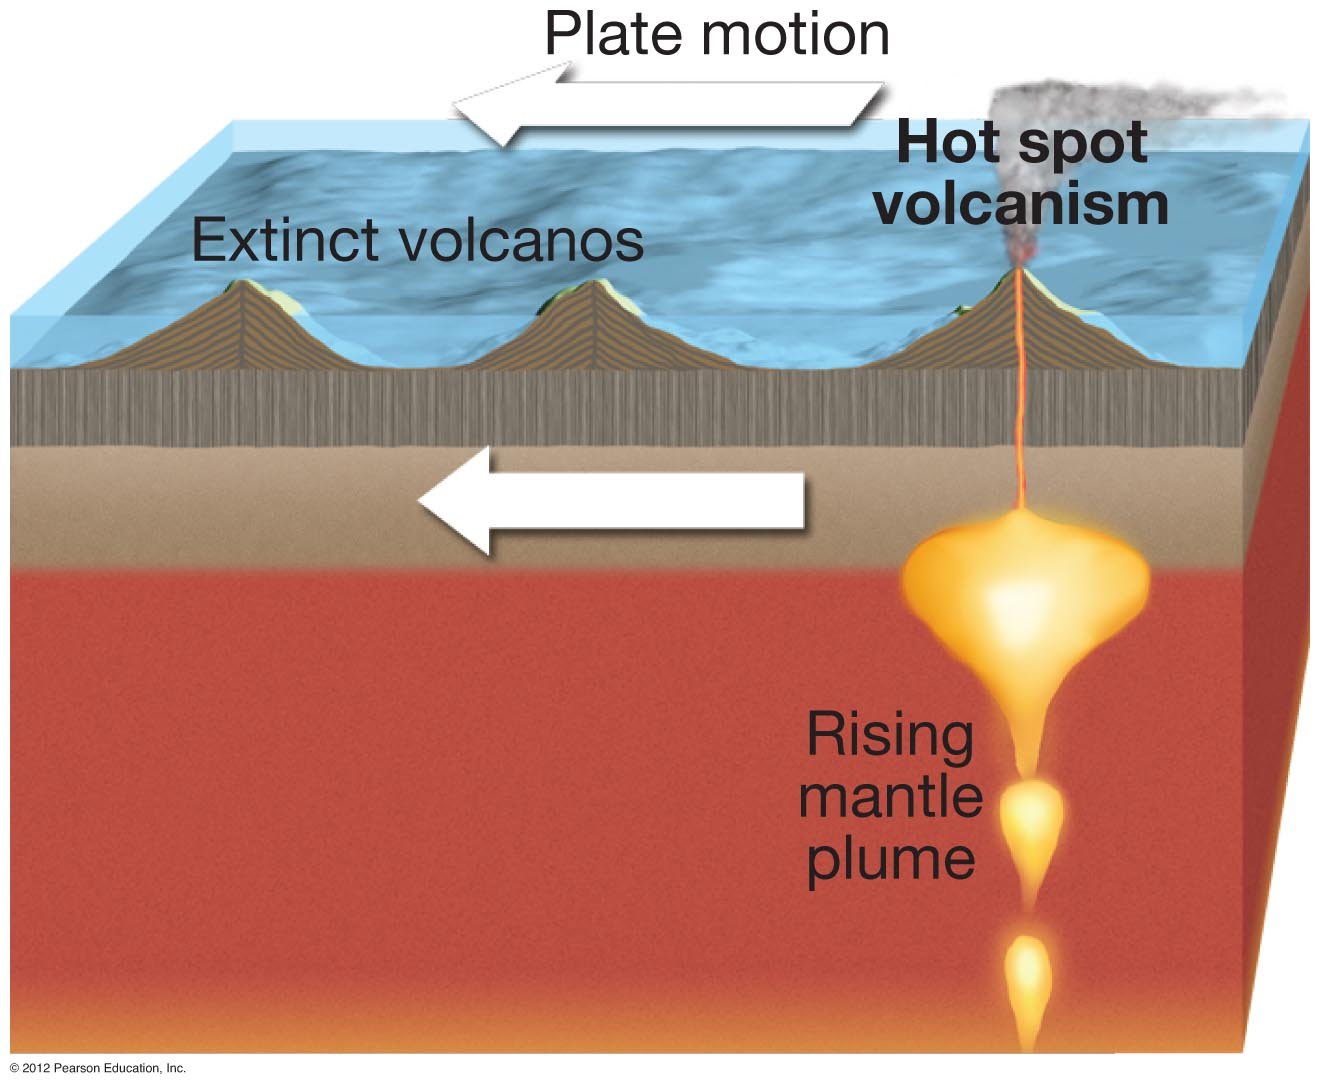 Plate motion
Hot spot
volcanism
Extinct volcanos
Rising
mantle
plume
© 2012 Pearson Education, Inc.